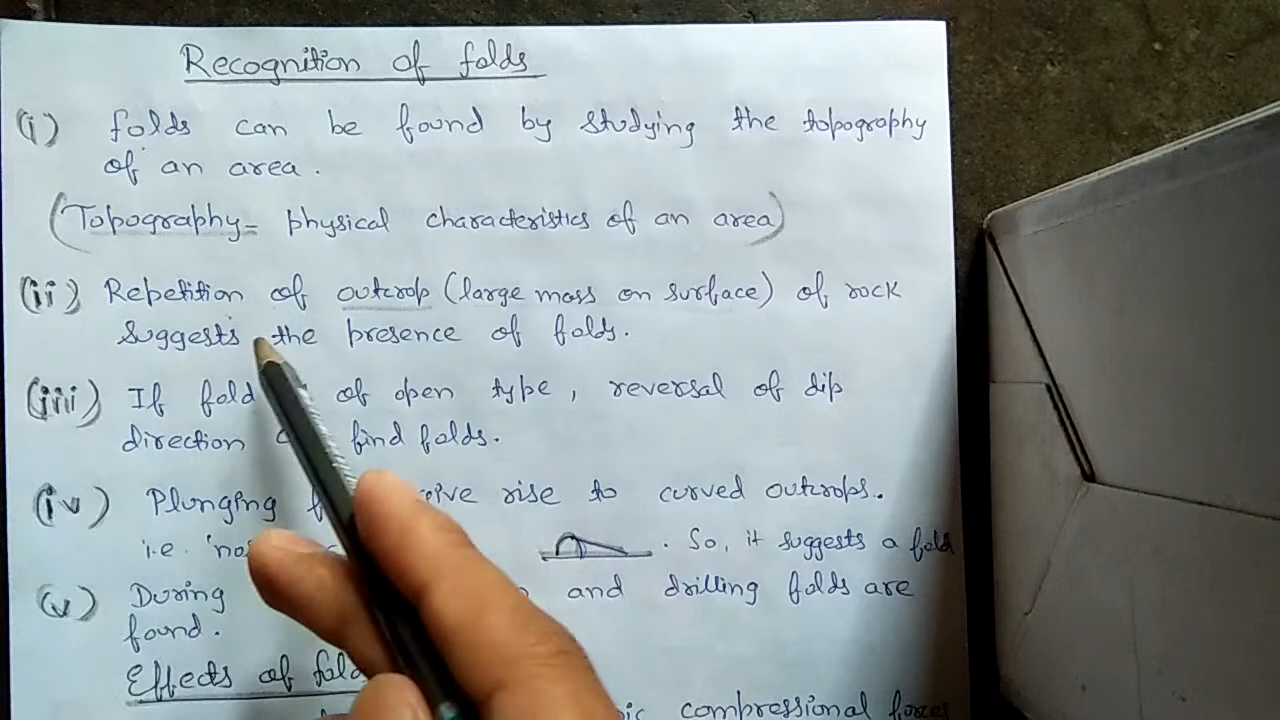 Recognition of folds
(i) folds can be found by studying the topography
of an area.
(Topography = physical characteristics of an area)
(ii) Repetition of outcrop (large mass on surface) of rock
suggests the presence of folds.
(iii) If fold of open type, reversal of dip
direction find folds.
(iv) Plunging give rise to curved outcrops.
i.e. . So, it suggests a fold
(v) During and drilling folds are
found.
Effects of
compressional forces